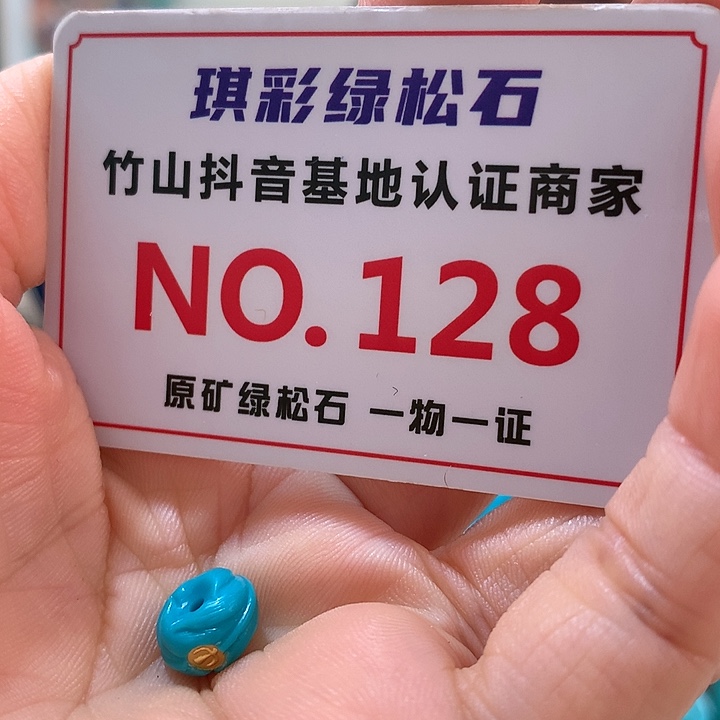 琪彩绿松石
竹山抖音基地认证商家
NO.128
原矿绿松石 一物一证